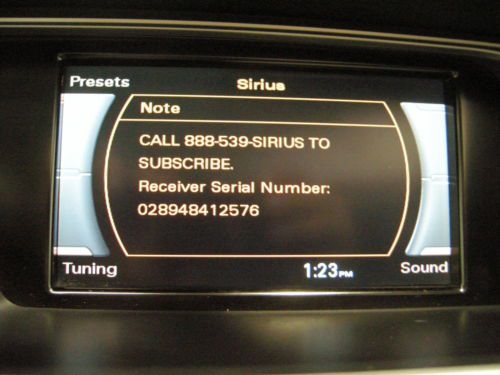 Presets Sirius
Note
CALL 888-539-SIRIUS TO
SUBSCRIBE.
Receiver Serial Number:
028948412576
Tuning 1:23PM Sound